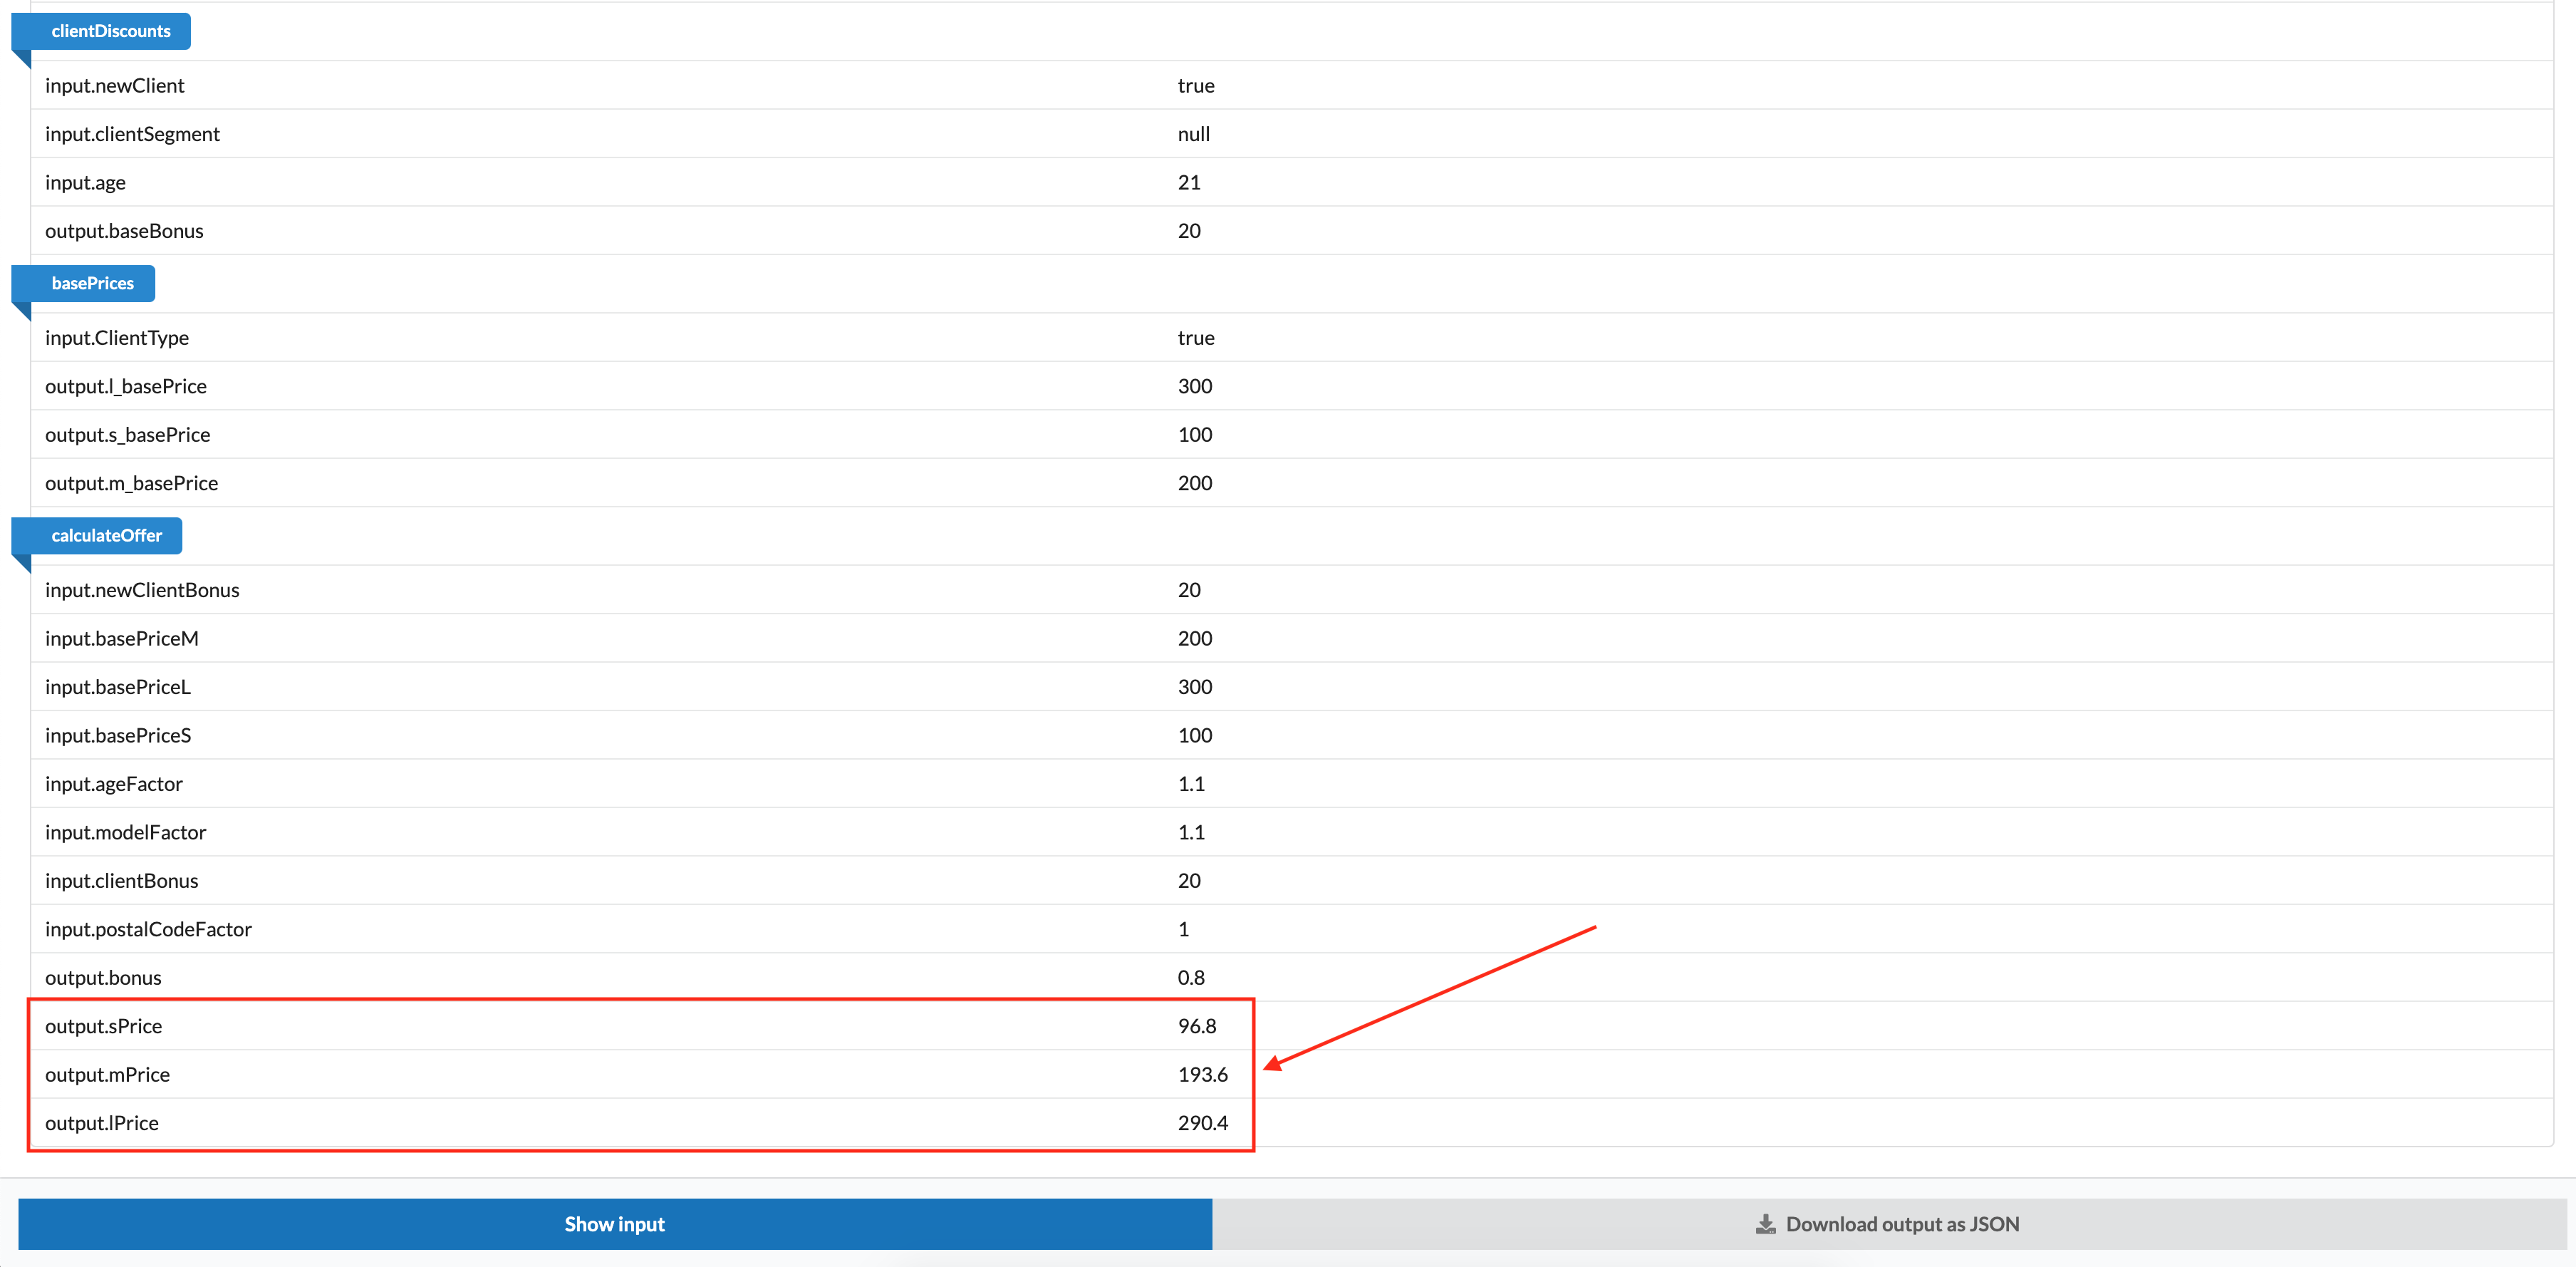 clientDiscounts
input.newClient true
input.clientSegment null
input.age 21
output.baseBonus 20
basePrices
input.ClientType true
output.l_basePrice 300
output.s_basePrice 100
output.m_basePrice 200
calculateOffer
input.newClientBonus 20
input.basePriceM 200
input.basePriceL 300
input.basePriceS 100
input.ageFactor 1.1
input.modelFactor 1.1
input.clientBonus 20
input.postalCodeFactor 1
output.bonus 0.8
output.sPrice 96.8
output.mPrice 193.6
output.lPrice 290.4
Show input Download output as JSON